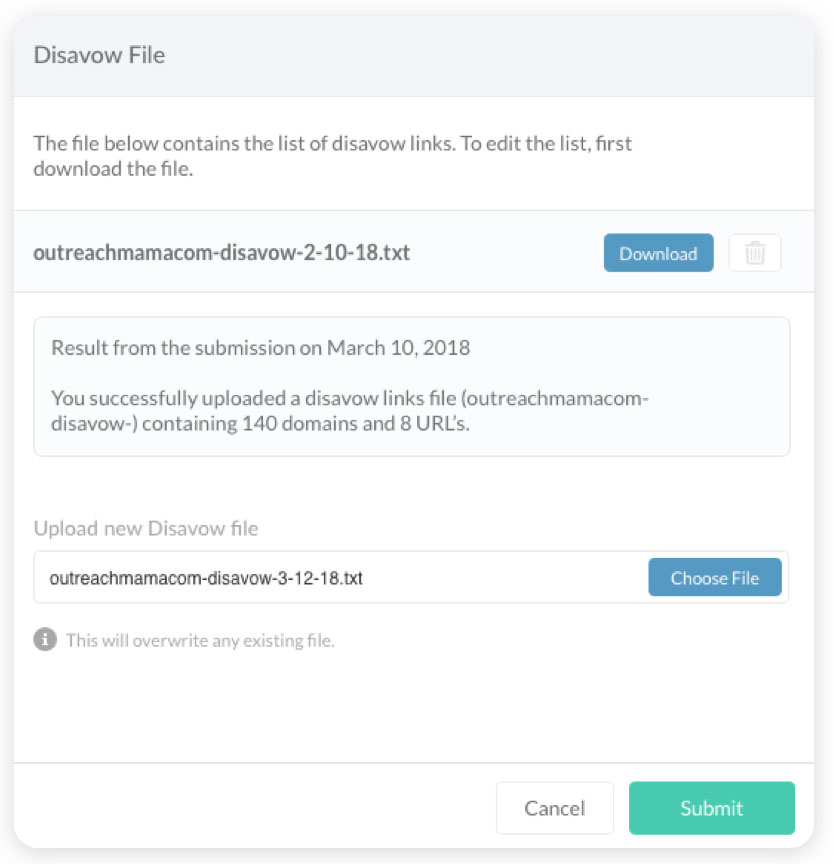 Disavow File
The file below contains the list of disavow links. To edit the list, first
download the file.
outreachmamacom-disavow-2-10-18.txt
Download
Result from the submission on March 10, 2018
You successfully uploaded a disavow links file (outreachmamacom-
disavow-) containing 140 domains and 8 URL’s.
Upload new Disavow file
outreachmamacom-disavow-3-12-18.txt
Choose File
This will overwrite any existing file.
Cancel
Submit